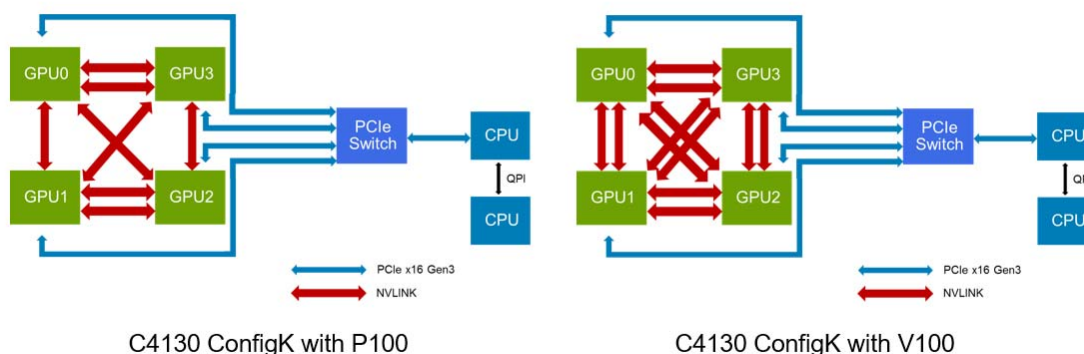 GPU0
GPU3
GPU1
GPU2
PCIe
Switch
CPU
QPI
CPU
PCIe x16 Gen3
NVLINK
C4130 ConfigK with P100
GPU0
GPU3
GPU1
GPU2
PCIe
Switch
CPU
CPU
PCIe x16 Gen3
NVLINK
C4130 ConfigK with V100